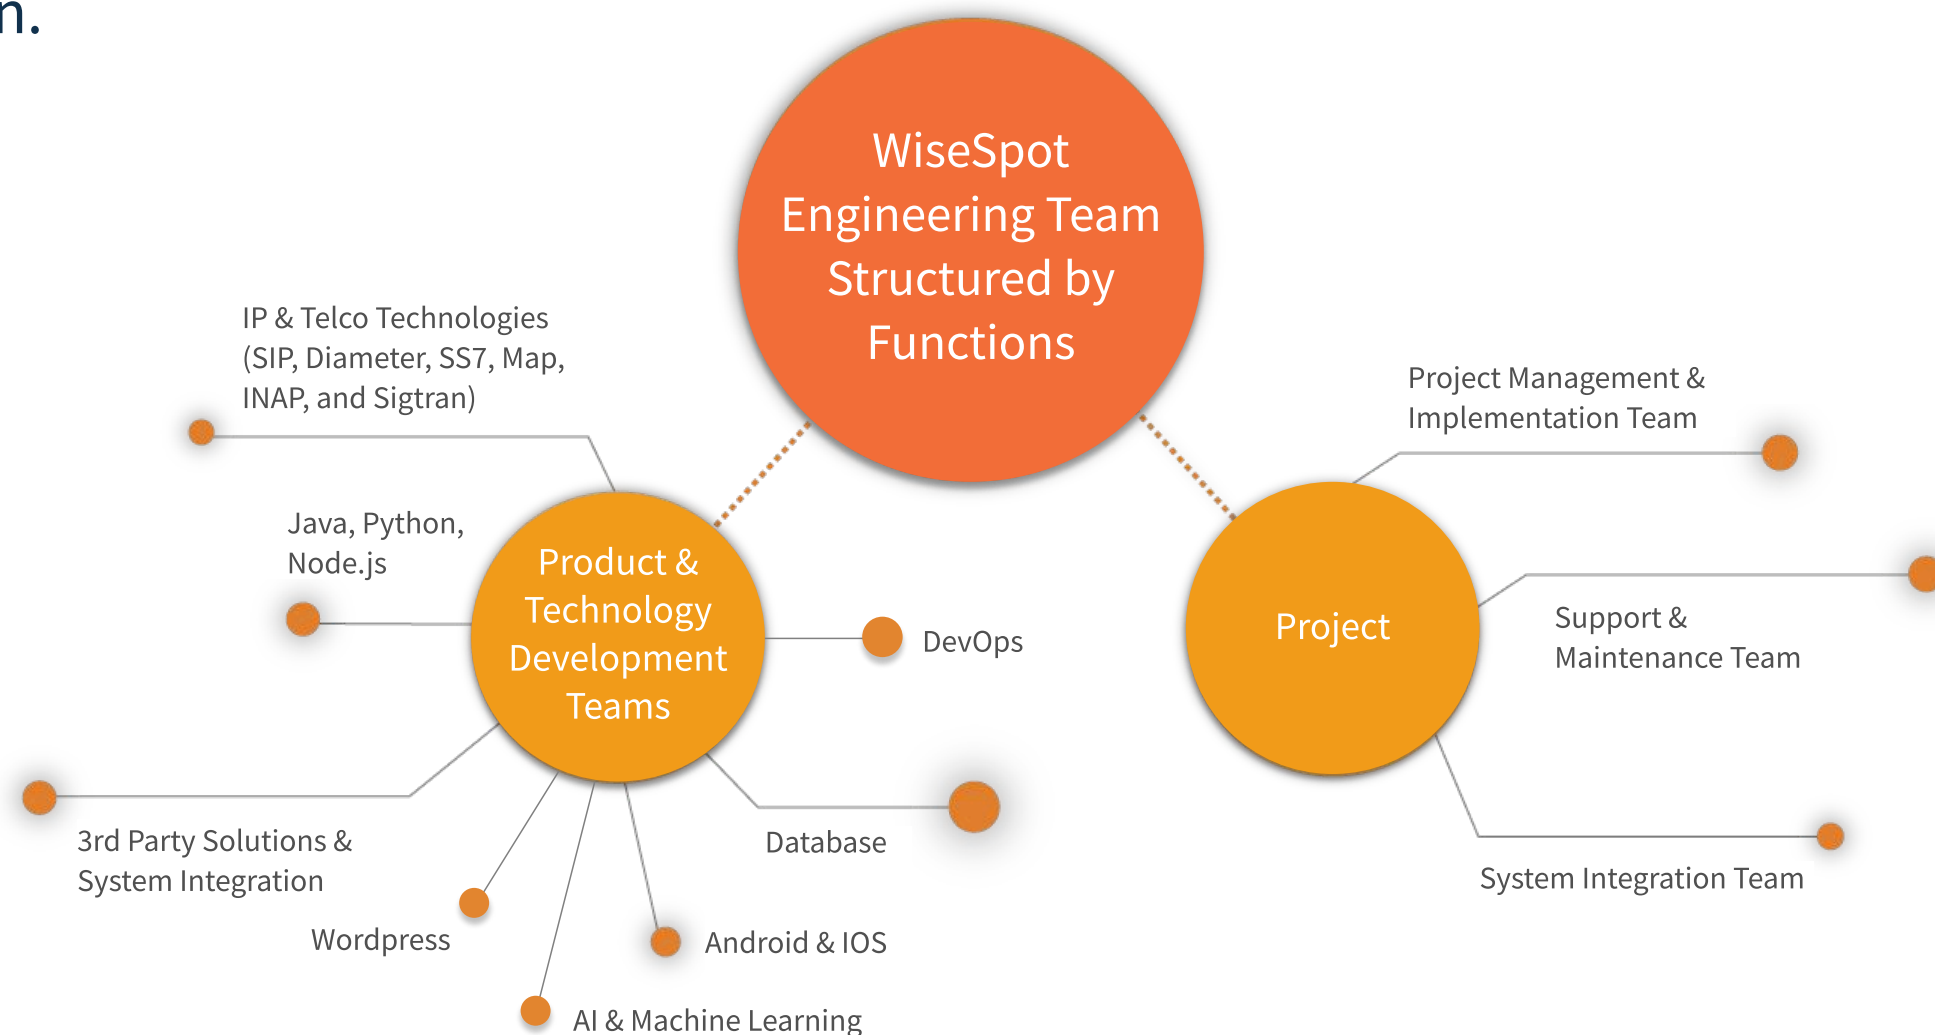 n.
WiseSpot
Engineering Team
Structured by
Functions
IP & Telco Technologies
(SIP, Diameter, SS7, Map,
INAP, and Sigtran)
Java, Python,
Node.js
Product &
Technology
Development
Teams
DevOps
3rd Party Solutions &
System Integration
Wordpress
AI & Machine Learning
Android & IOS
Database
Project Management &
Implementation Team
Project
Support &
Maintenance Team
System Integration Team